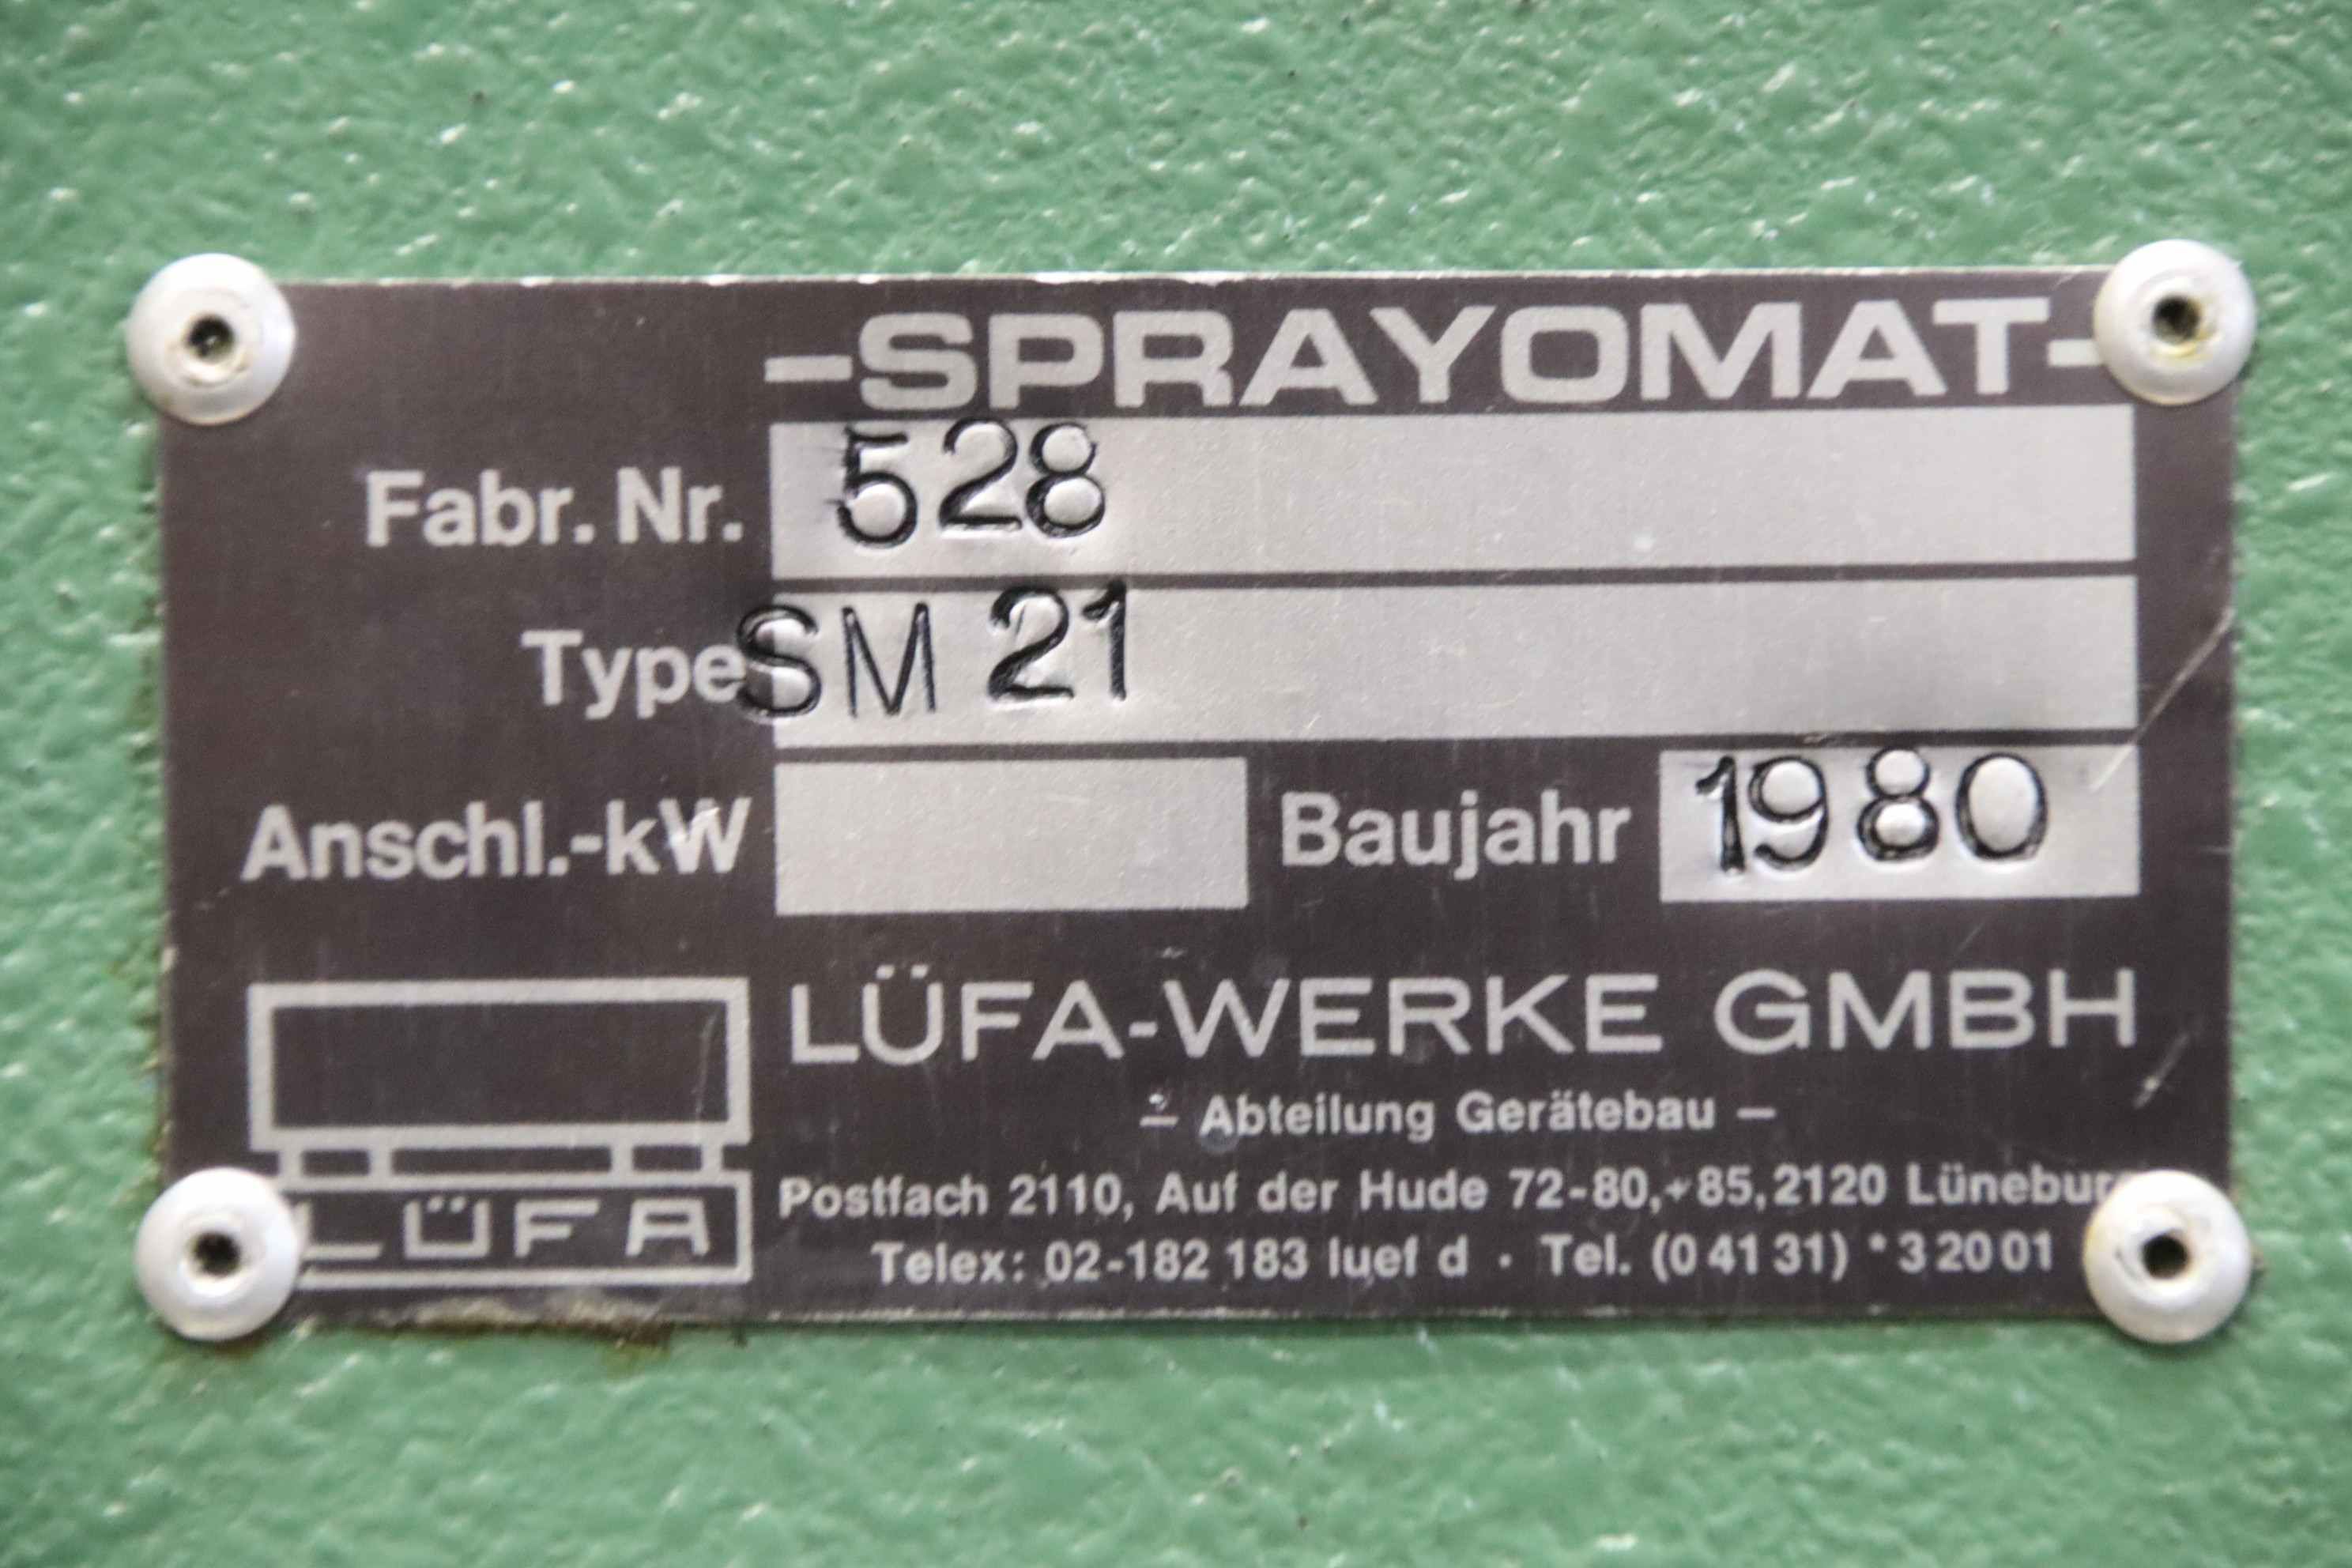 -SPRAYOMAT-
Fabr. Nr. 528
Type SM 21
Anschl.-kW Baujahr 1980
LÜFA-WERKE GMBH
- Abteilung Gerätebau -
Postfach 2110, Auf der Hude 72-80,+85,2120 Lüneburg
Telex: 02-182 183 luef d · Tel. (0 41 31) *3 20 01
LÜFA